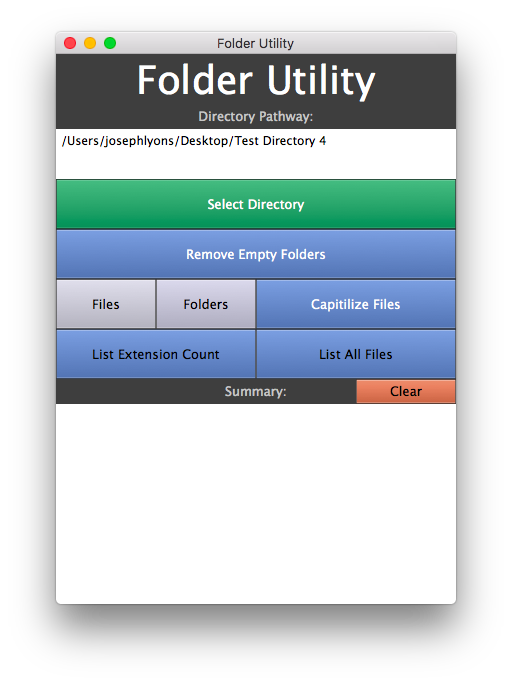 Folder Utility
Folder Utility
Directory Pathway:
/Users/josephlyons/Desktop/Test Directory 4
Select Directory
Remove Empty Folders
Files Folders Capitilize Files
List Extension Count List All Files
Summary: Clear